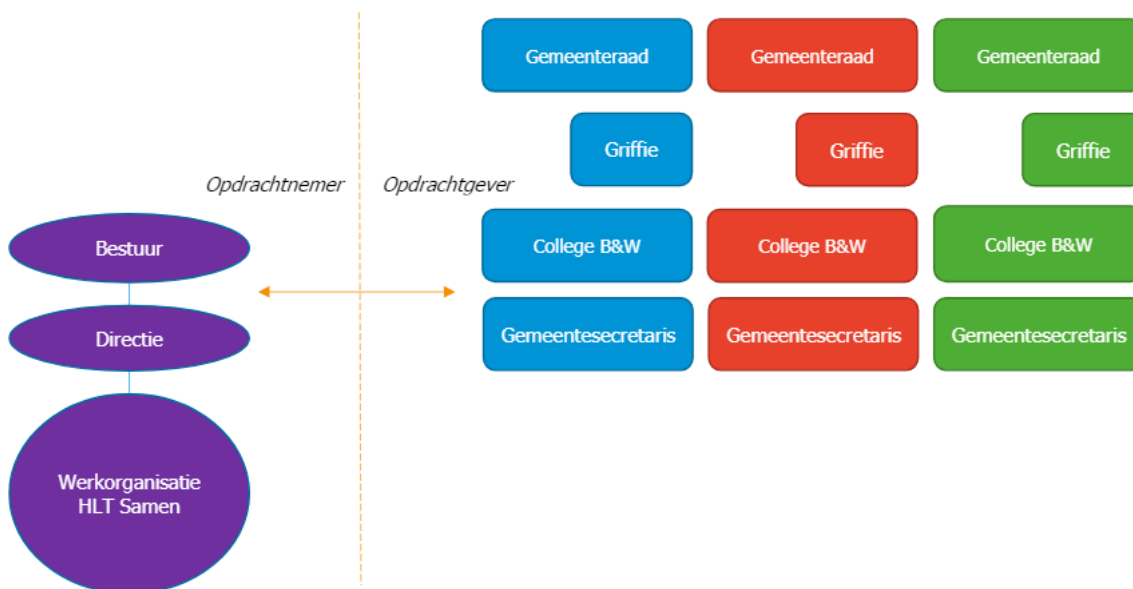 Gemeenteraad
Gemeenteraad
Gemeenteraad
Griffie
Griffie
Griffie
Opdrachtnemer
Opdrachtgever
Bestuur
College B&W
College B&W
College B&W
Directie
Gemeentesecretaris
Gemeentesecretaris
Gemeentesecretaris
Werkorganisatie
HLT Samen